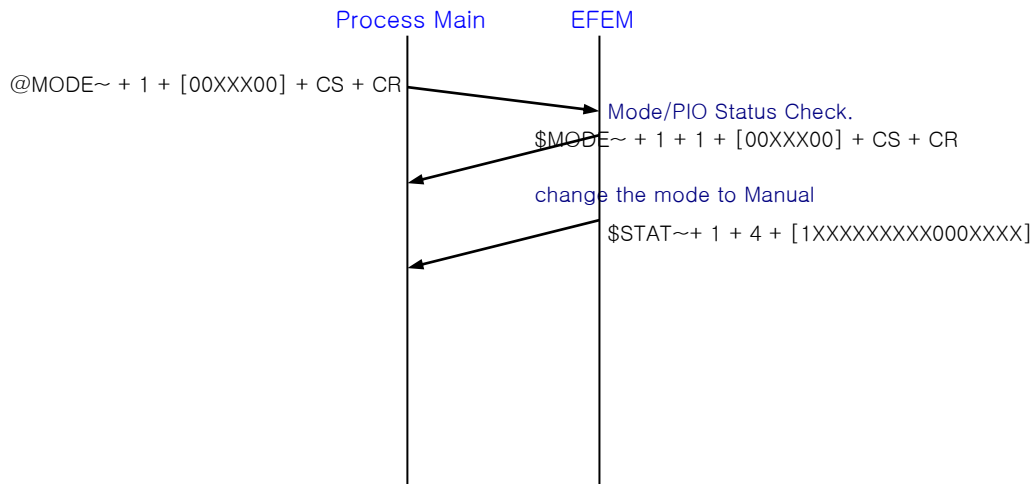 Process Main
EFEM
@MODE~ + 1 + [00XXX00] + CS + CR
Mode/PIO Status Check.
$MODE~ + 1 + 1 + [00XXX00] + CS + CR
change the mode to Manual
$STAT~+ 1 + 4 + [1XXXXXXXXX000XXXX]